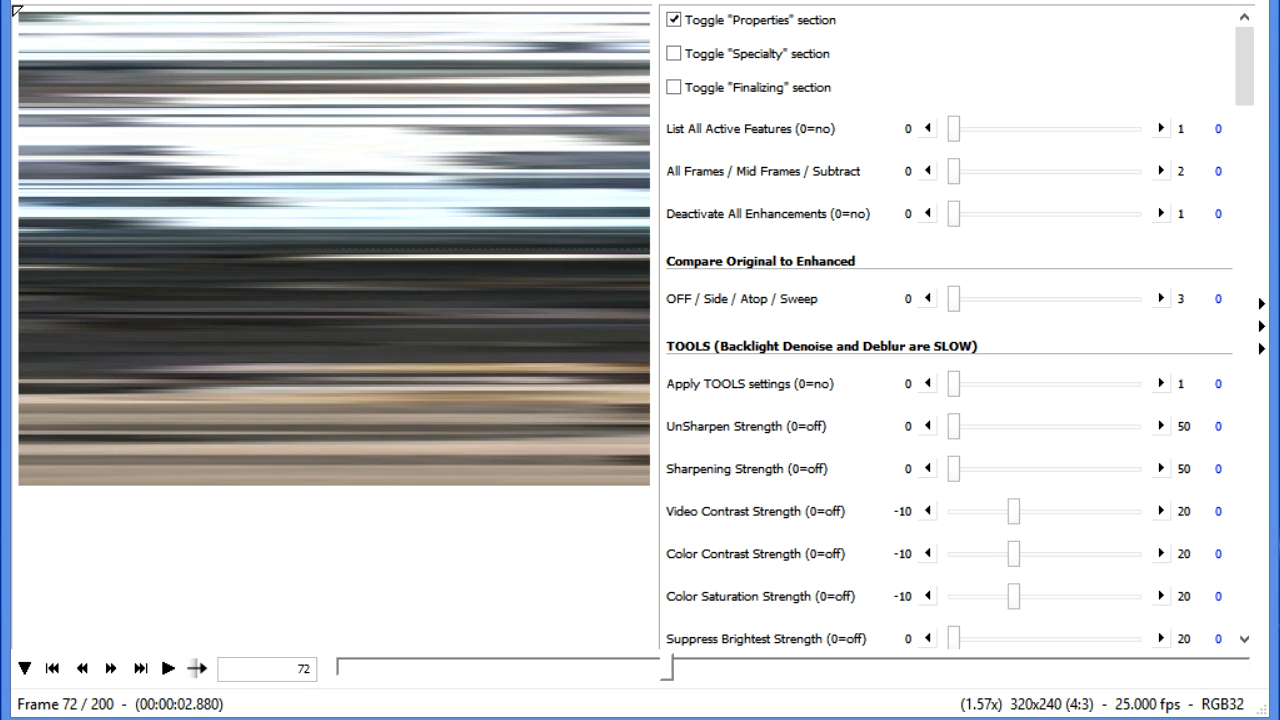 Toggle "Properties" section
Toggle "Specialty" section
Toggle "Finalizing" section
List All Active Features (0=no) 0 1 0
All Frames / Mid Frames / Subtract 0 2 0
Deactivate All Enhancements (0=no) 0 1 0
Compare Original to Enhanced
OFF / Side / Atop / Sweep 0 3 0
TOOLS (Backlight Denoise and Deblur are SLOW)
Apply TOOLS settings (0=no) 0 1 0
UnSharpen Strength (0=off) 0 50 0
Sharpening Strength (0=off) 0 50 0
Video Contrast Strength (0=off) -10 20 0
Color Contrast Strength (0=off) -10 20 0
Color Saturation Strength (0=off) -10 20 0
Suppress Brightest Strength (0=off) 0 20 0
72
Frame 72 / 200 - (00:00:02.880) (1.57x) 320x240 (4:3) - 25.000 fps - RGB32